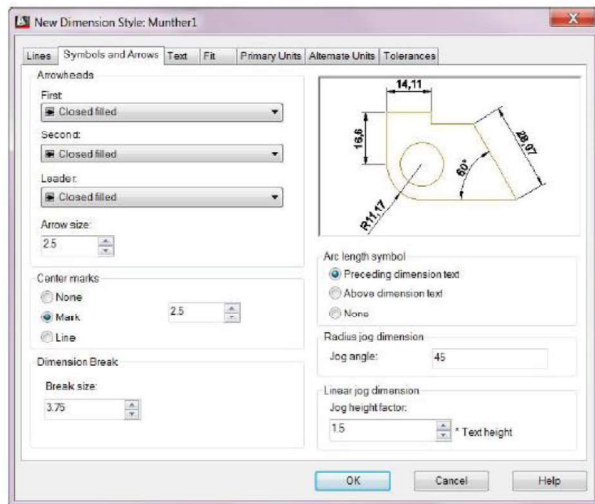 New Dimension Style: Munther1
Lines Symbols and Arrows Text Fit Primary Units Alternate Units Tolerances
Arrowheads
First:
Closed filled
Second:
Closed filled
Leader:
Closed filled
Arrow size:
2.5
Center marks
None
Mark
2.5
Line
Dimension Break
Break size:
3.75
14,11
16,6
28,07
60°
R11,17
Arc length symbol
Preceding dimension text
Above dimension text
None
Radius jog dimension
Jog angle: 45
Linear jog dimension
Jog height factor:
1.5 * Text height
OK Cancel Help